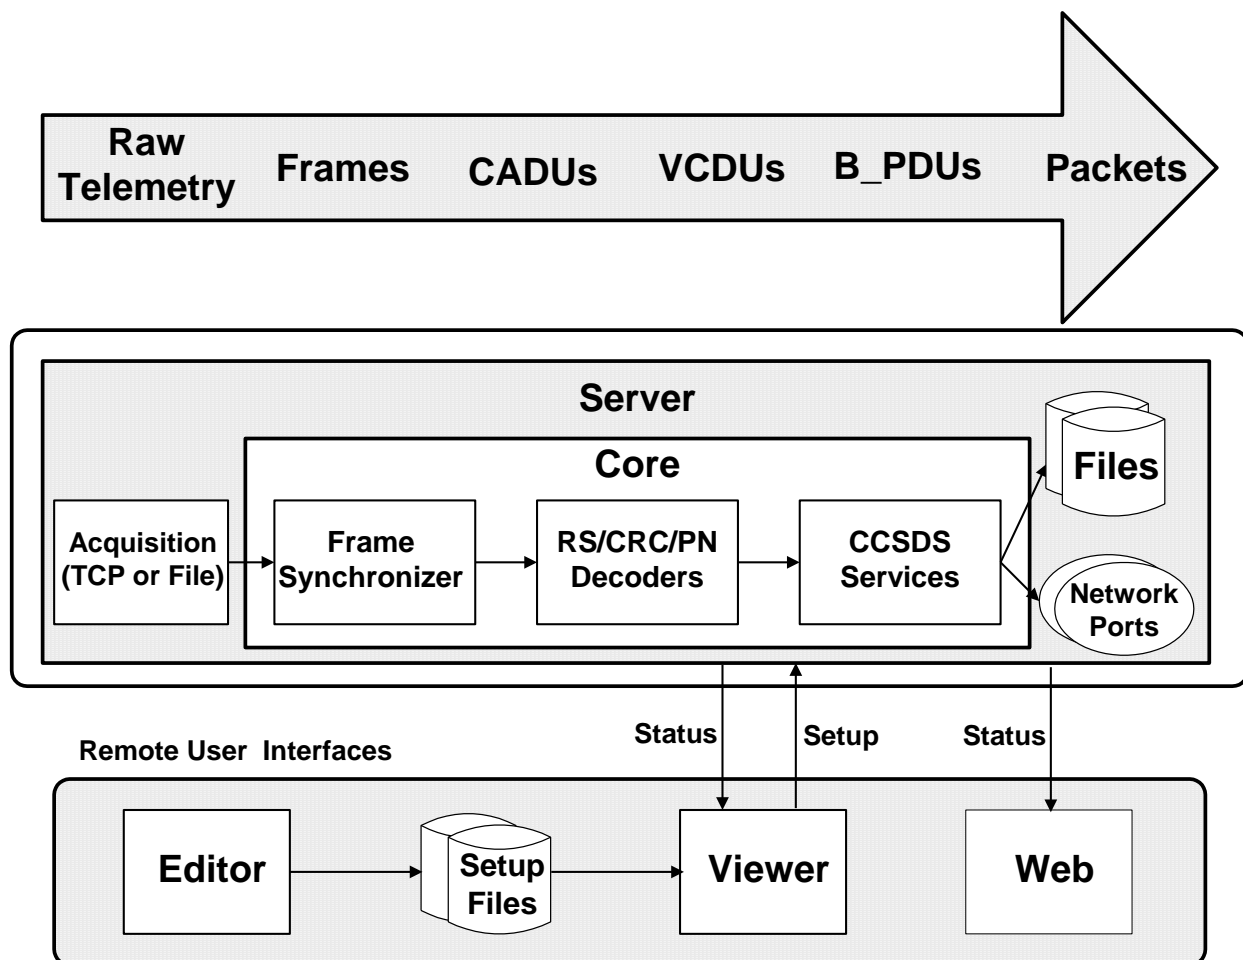 Raw
Telemetry
Frames
CADUs
VCDUs
B_PDUs
Packets
Server
Core
Files
Acquisition
(TCP or File)
Frame
Synchronizer
RS/CRC/PN
Decoders
CCSDS
Services
Network
Ports
Status
Setup
Status
Remote User Interfaces
Editor
Setup
Files
Viewer
Web